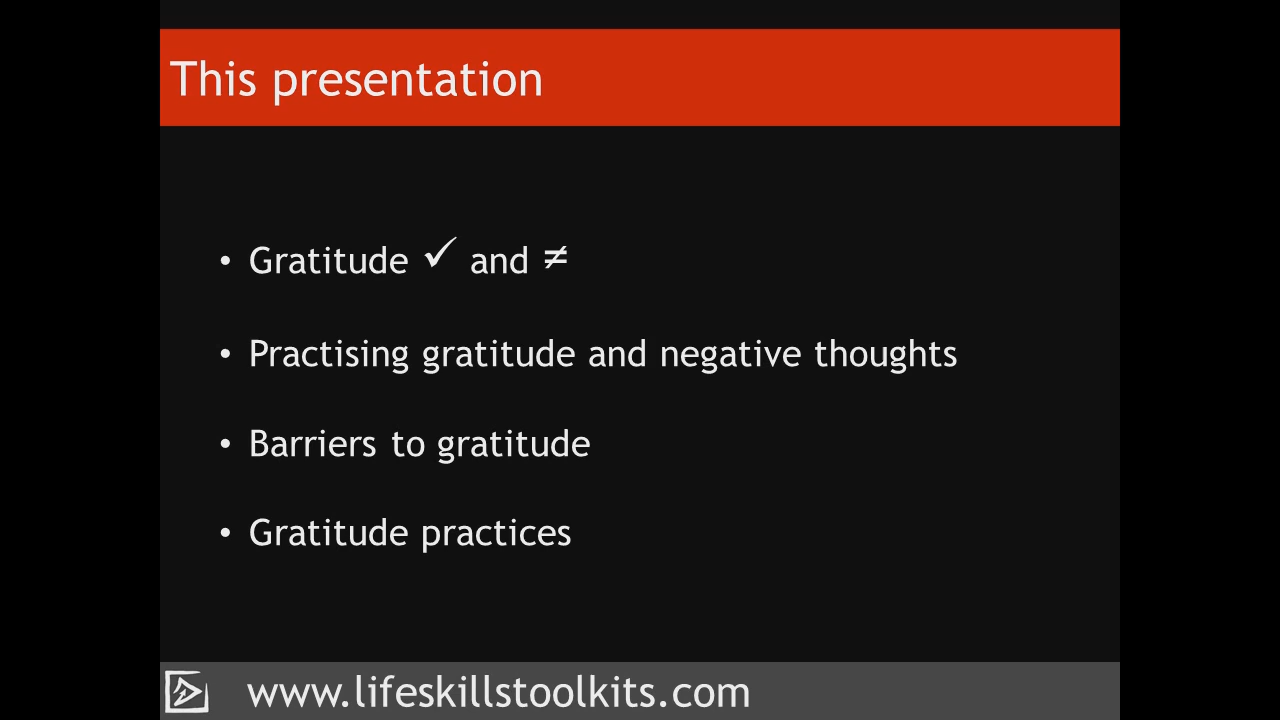 This presentation
• Gratitude ✓ and ≠
• Practising gratitude and negative thoughts
• Barriers to gratitude
• Gratitude practices
www.lifeskillstoolkits.com